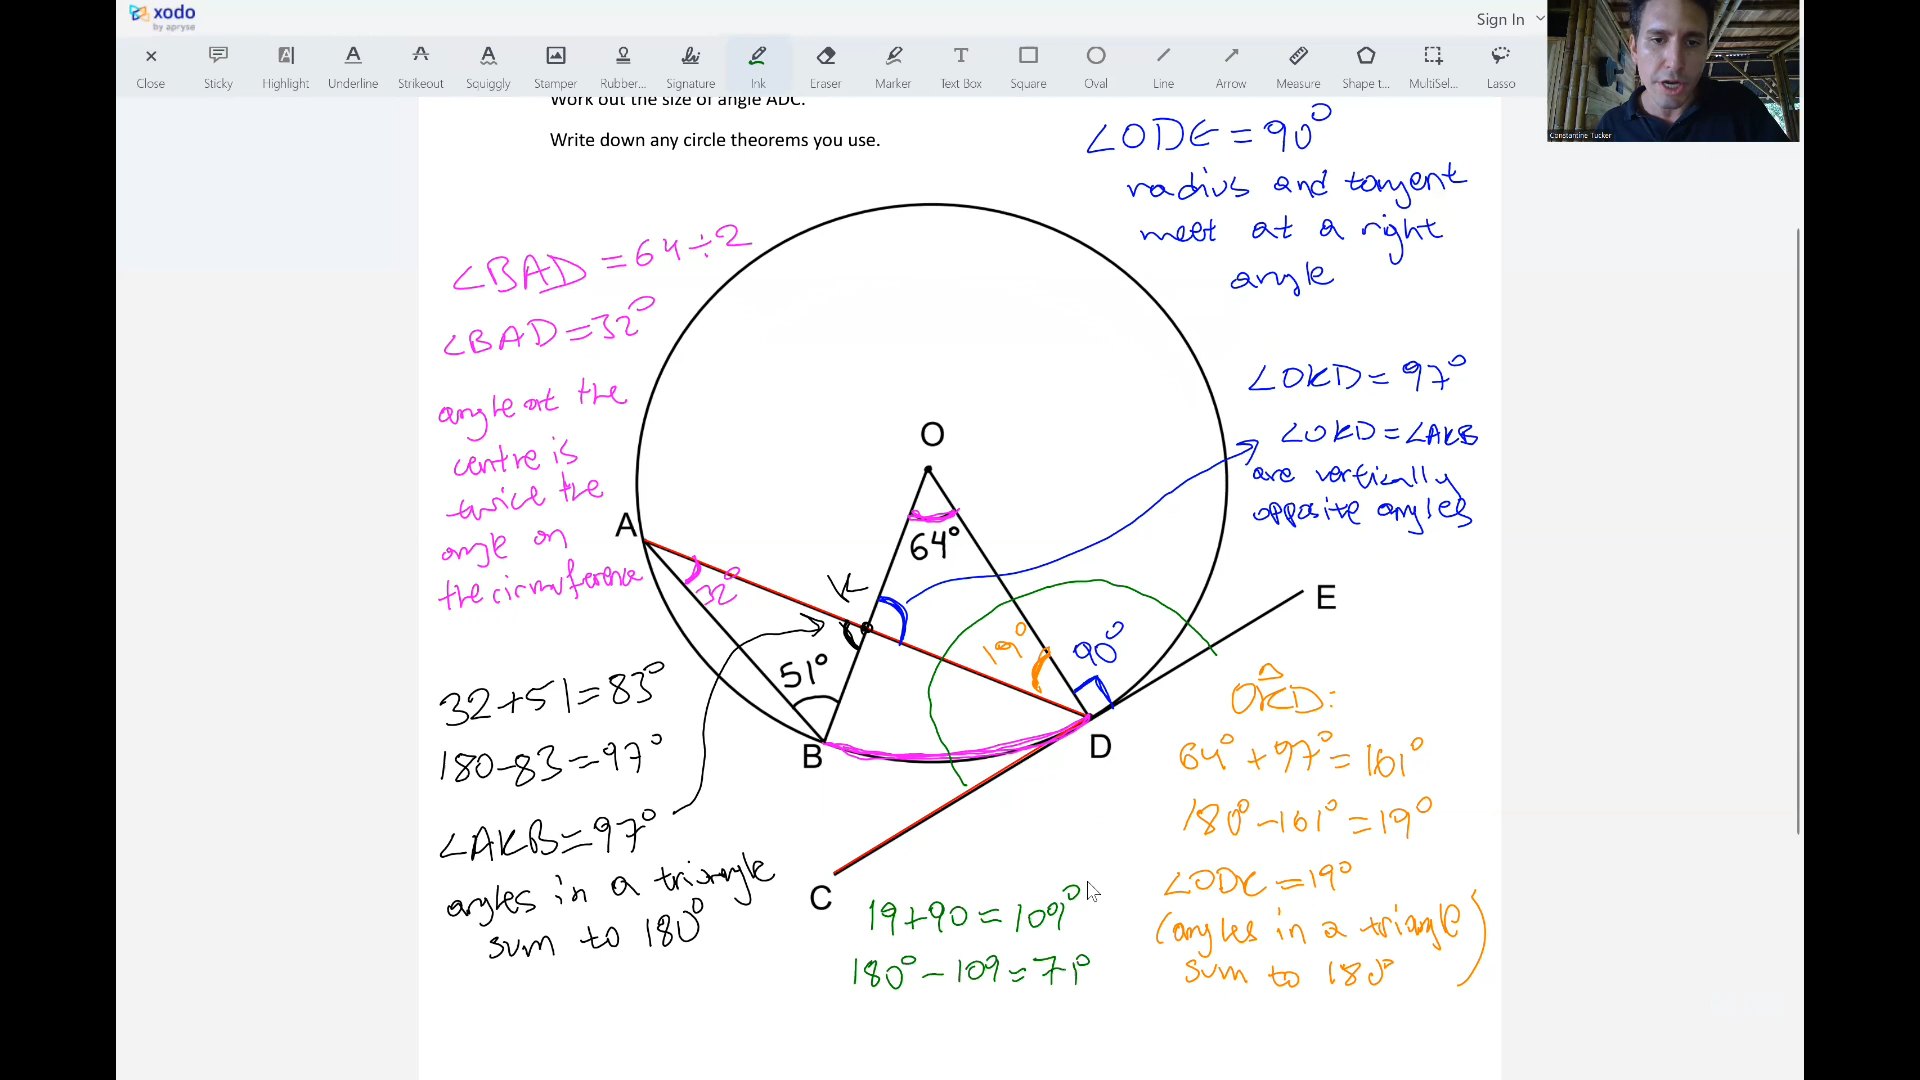 xodo
by apryse
Sign In
Close
Sticky
Highlight
Underline
Strikeout
Squiggly
Stamper
Rubber...
Signature
Ink
Eraser
Marker
Text Box
Square
Oval
Line
Arrow
Measure
Shape t...
MultiSel...
Lasso
Constantine Tucker
Work out the size of angle ADC.
Write down any circle theorems you use.
∠ODE = 90°
radius and tangent
meet at a right
angle
∠BAD = 64÷2
∠BAD = 32°
angle at the
centre is
twice the
angle on
the circumference
∠OKD = 97°
∠OKD = ∠AKB
are vertically
opposite angles
O
64°
A
32°
K
E
19°
90°
51°
B
D
C
32+51=83°
180-83=97°
∠AKB=97°
angles in a triangle
sum to 180°
OKD:
64°+97°=161°
180°-161°=19°
∠ODK=19°
(angles in a triangle
sum to 180°)
19+90=109°
180°-109=71°